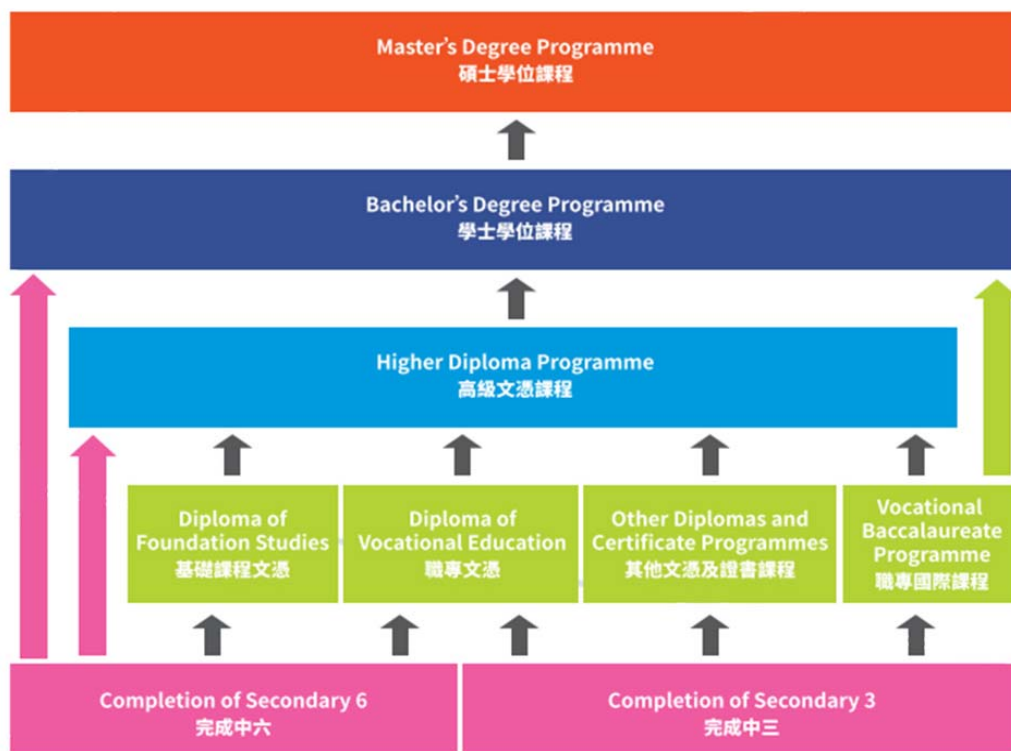 Master's Degree Programme
碩士學位課程
Bachelor's Degree Programme
學士學位課程
Higher Diploma Programme
高級文憑課程
Diploma of
Foundation Studies
基礎課程文憑
Diploma of
Vocational Education
職專文憑
Other Diplomas and
Certificate Programmes
其他文憑及證書課程
Vocational
Baccalaureate
Programme
職專國際課程
Completion of Secondary 6
完成中六
Completion of Secondary 3
完成中三